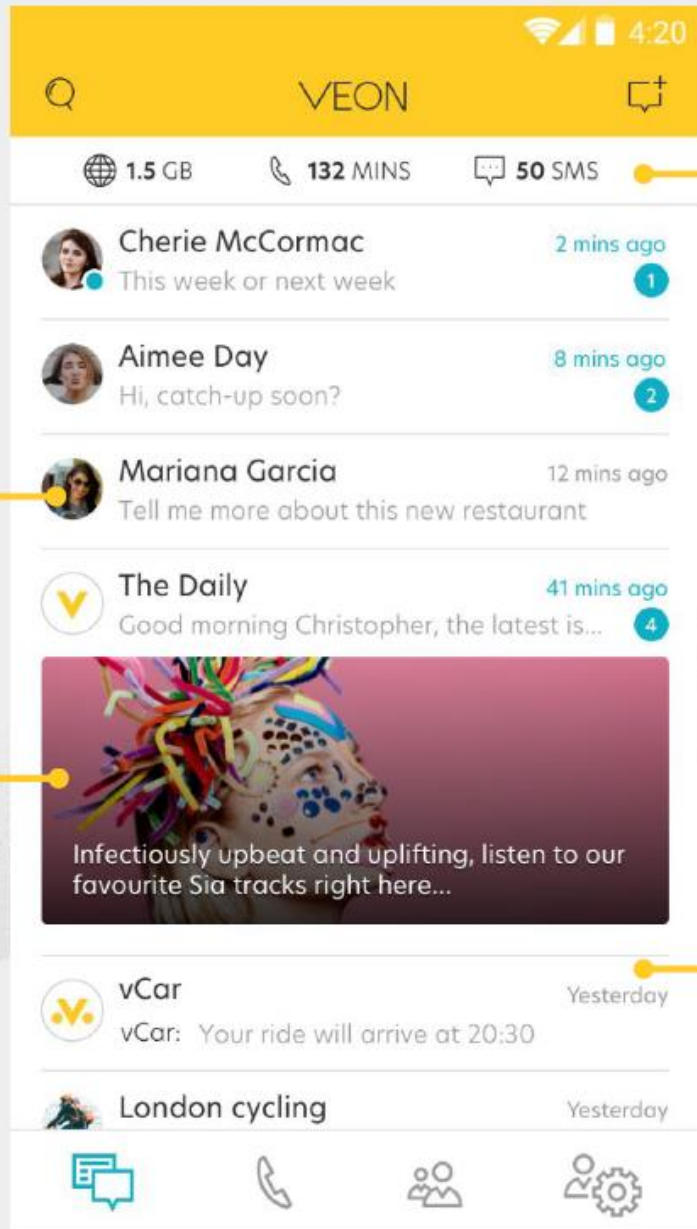 4:20
VEON
1.5 GB 132 MINS 50 SMS
Cherie McCormac 2 mins ago
This week or next week 1
Aimee Day 8 mins ago
Hi, catch-up soon? 2
Mariana Garcia 12 mins ago
Tell me more about this new restaurant
The Daily 41 mins ago
Good morning Christopher, the latest is... 4
Infectiously upbeat and uplifting, listen to our
favourite Sia tracks right here...
vCar Yesterday
vCar: Your ride will arrive at 20:30
London cycling Yesterday